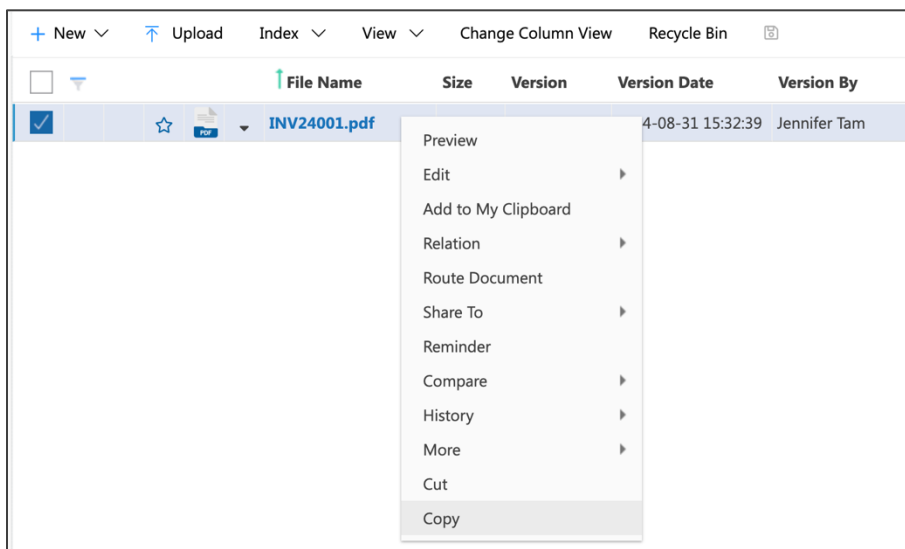 + New Upload Index View Change Column View Recycle Bin
File Name Size Version Version Date Version By
PDF INV24001.pdf 4-08-31 15:32:39 Jennifer Tam
Preview
Edit
Add to My Clipboard
Relation
Route Document
Share To
Reminder
Compare
History
More
Cut
Copy